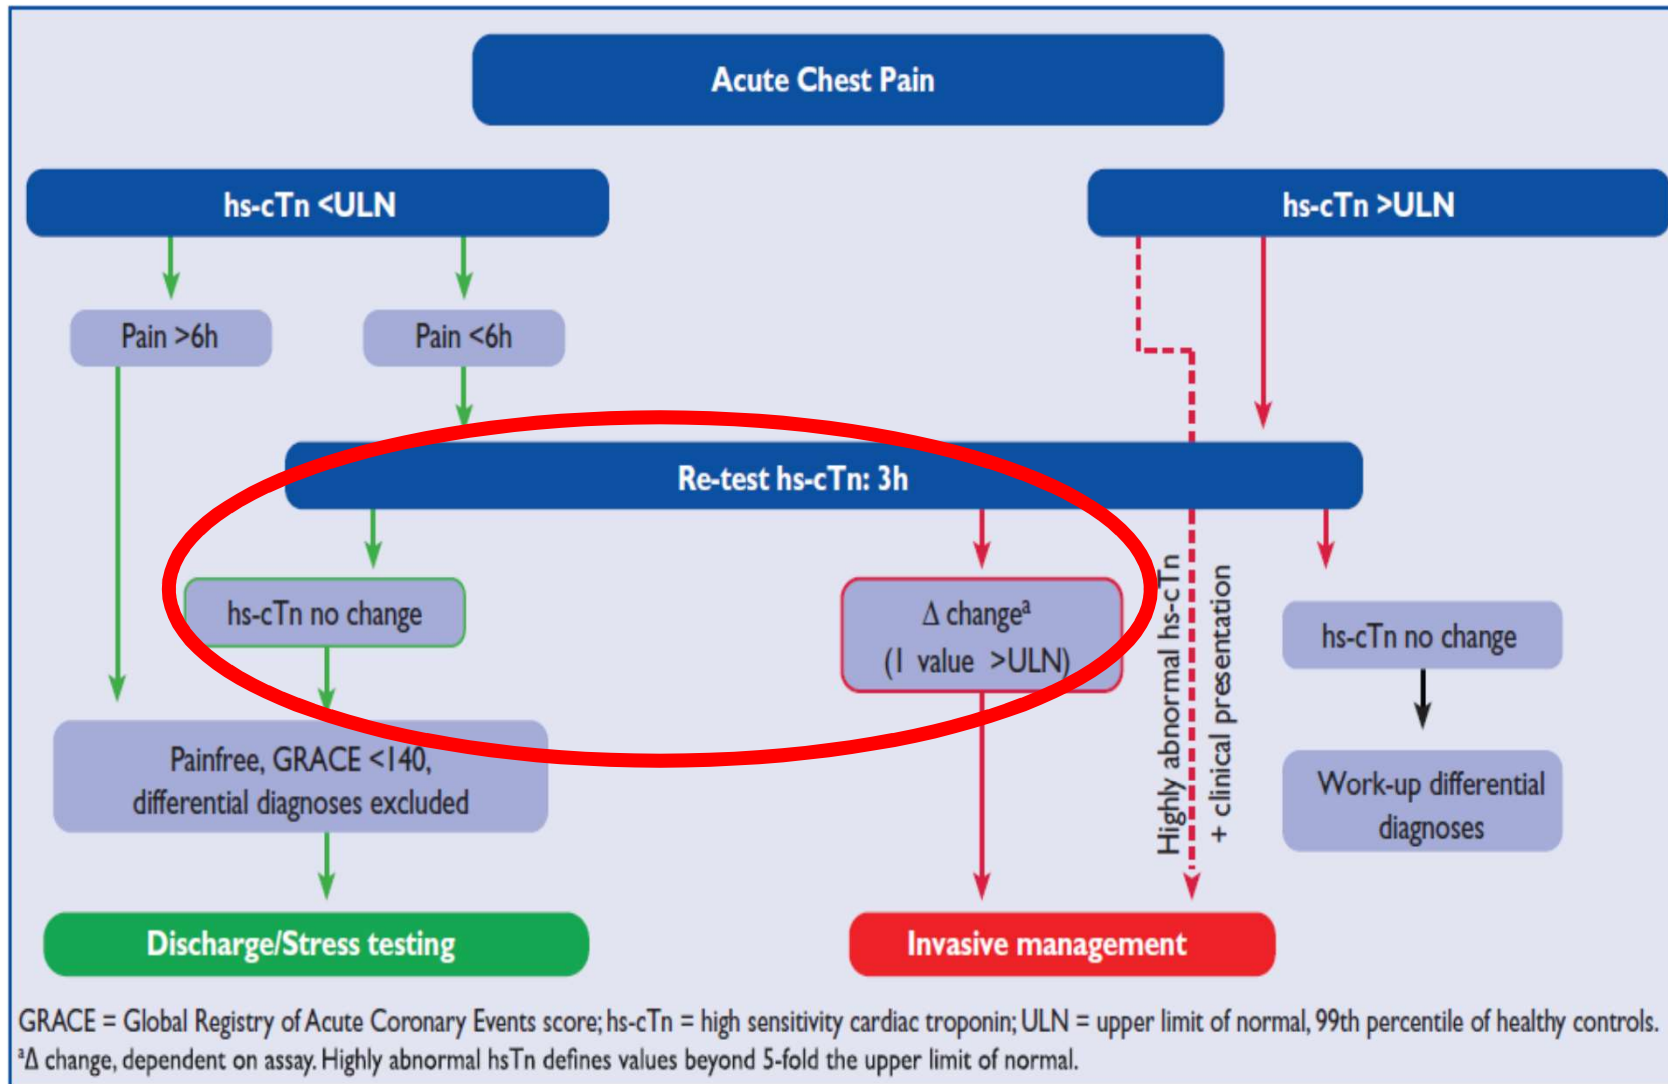 Acute Chest Pain
hs-cTn <ULN
hs-cTn >ULN
Pain >6h
Pain <6h
Re-test hs-cTn: 3h
hs-cTn no change
Δ changeᵃ
(1 value >ULN)
Highly abnormal hs-cTn
+ clinical presentation
hs-cTn no change
Painfree, GRACE <140,
differential diagnoses excluded
Work-up differential
diagnoses
Discharge/Stress testing
Invasive management
GRACE = Global Registry of Acute Coronary Events score; hs-cTn = high sensitivity cardiac troponin; ULN = upper limit of normal, 99th percentile of healthy controls.
ᵃΔ change, dependent on assay. Highly abnormal hsTn defines values beyond 5-fold the upper limit of normal.